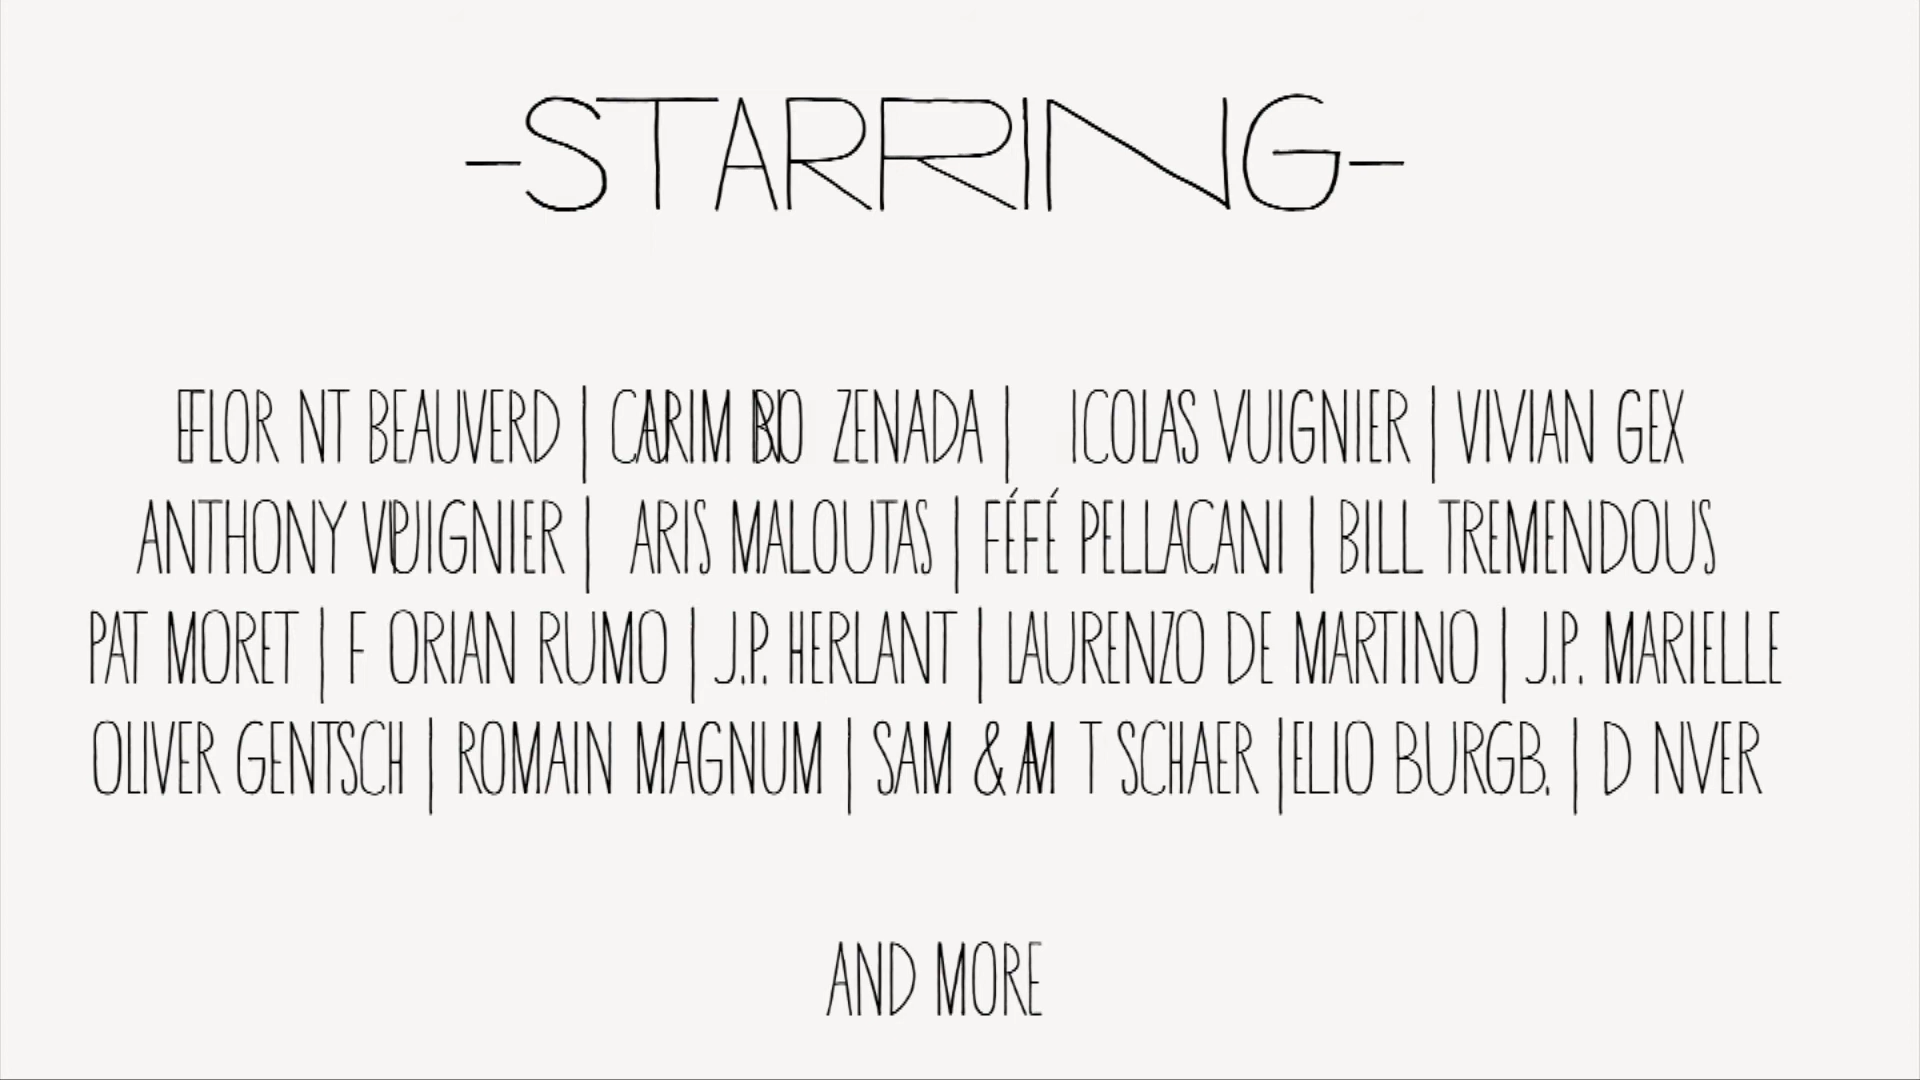 -STARRING-
FLOR NT BEAUVERD | CARIM BO ZENADA | ICOLAS VUIGNIER | VIVIAN GEX
ANTHONY VUIGNIER | ARIS MALOUTAS | FÉFÉ PELLACANI | BILL TREMENDOUS
PAT MORET | F ORIAN RUMO | J.P. HERLANT | LAURENZO DE MARTINO | J.P. MARIELLE
OLIVER GENTSCH | ROMAIN MAGNUM | SAM & M T SCHAER | ELIO BURGB. | D NVER
AND MORE